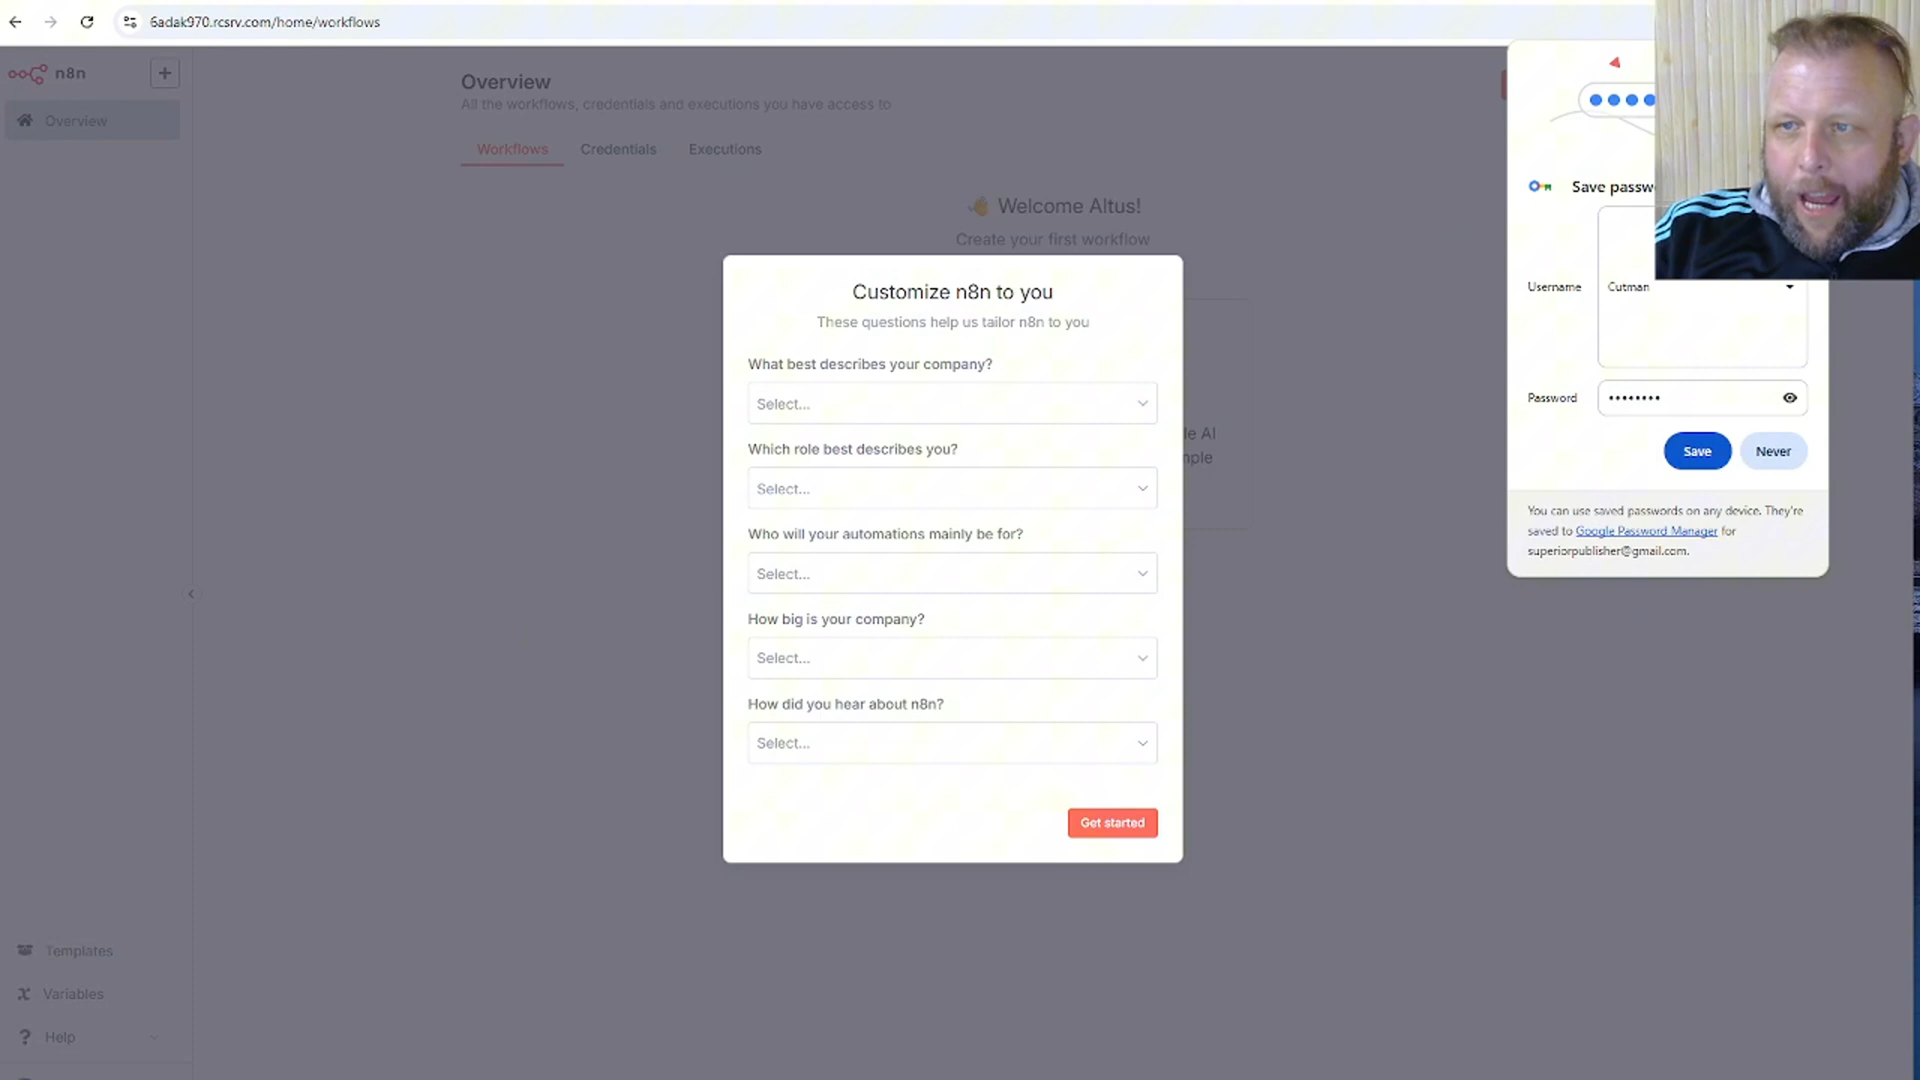 6adak970.rcsrv.com/home/workflows
n8n
Overview
Overview
All the workflows, credentials and executions you have access to
Workflows
Credentials
Executions
Welcome Altus!
Create your first workflow
Customize n8n to you
These questions help us tailor n8n to you
What best describes your company?
Select...
Which role best describes you?
Select...
Who will your automations mainly be for?
Select...
How big is your company?
Select...
How did you hear about n8n?
Select...
Get started
Templates
Variables
Help
Username
Cutman
Password
Save
Never
You can use saved passwords on any device. They're
saved to Google Password Manager for
superiorpublisher@gmail.com.